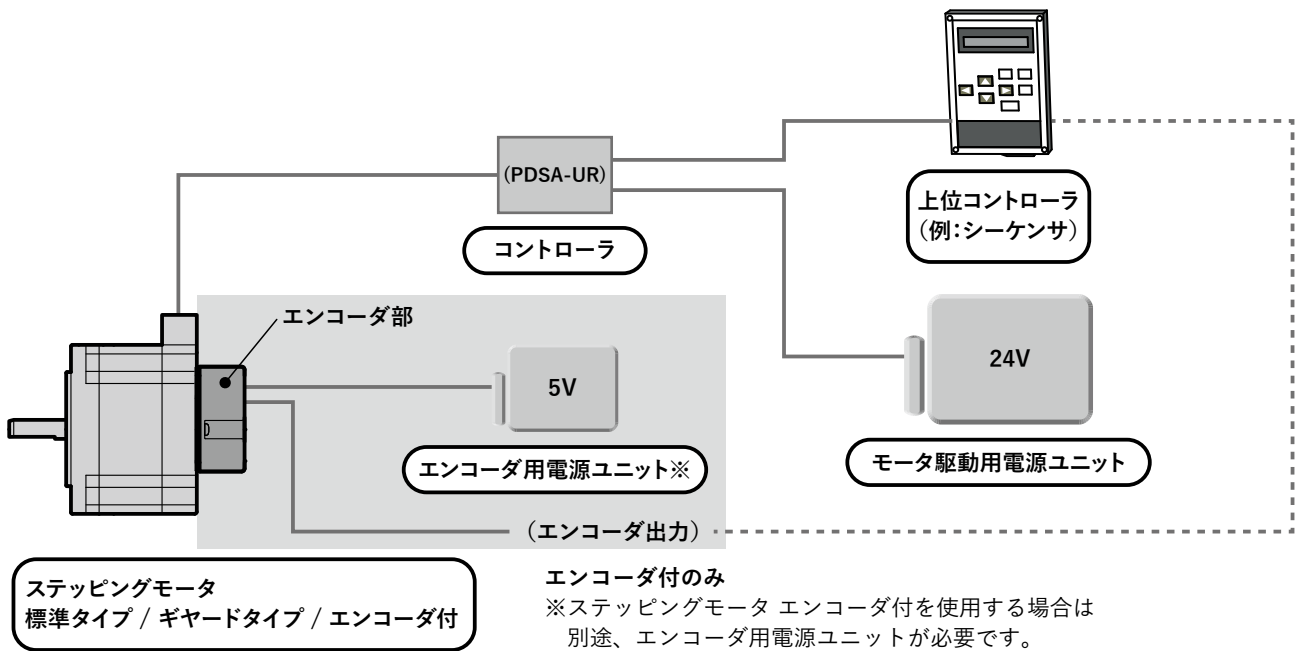 (PDSA-UR)
コントローラ
上位コントローラ
(例:シーケンサ)
エンコーダ部
5V
24V
エンコーダ用電源ユニット※
モータ駆動用電源ユニット
(エンコーダ出力)
ステッピングモータ
標準タイプ / ギヤードタイプ / エンコーダ付
エンコーダ付のみ
※ステッピングモータ エンコーダ付を使用する場合は
別途、エンコーダ用電源ユニットが必要です。